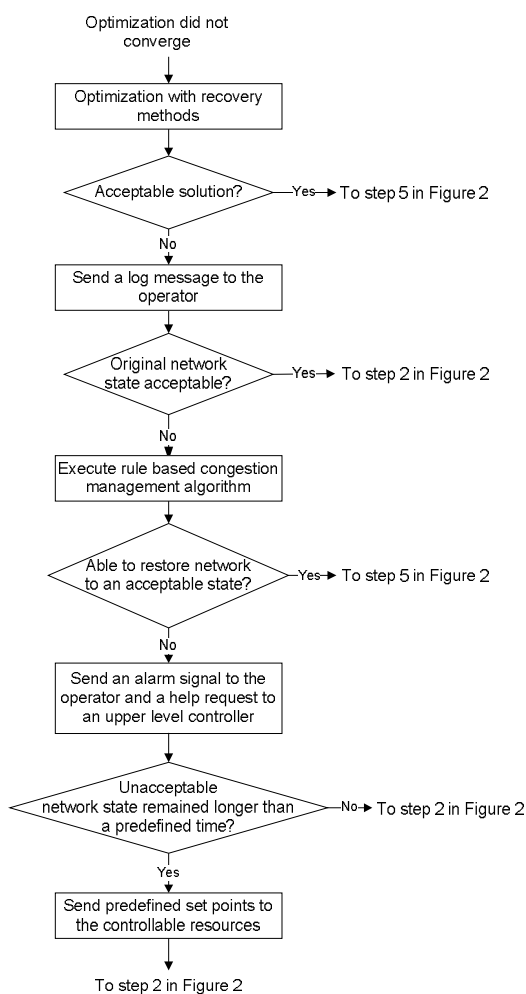 Optimization did not
converge
Optimization with recovery
methods
Acceptable solution?
Yes
To step 5 in Figure 2
No
Send a log message to the
operator
Original network
state acceptable?
Yes
To step 2 in Figure 2
No
Execute rule based congestion
management algorithm
Able to restore network
to an acceptable state?
Yes
To step 5 in Figure 2
No
Send an alarm signal to the
operator and a help request to
an upper level controller
Unacceptable
network state remained longer than
a predefined time?
No
To step 2 in Figure 2
Yes
Send predefined set points to
the controllable resources
To step 2 in Figure 2